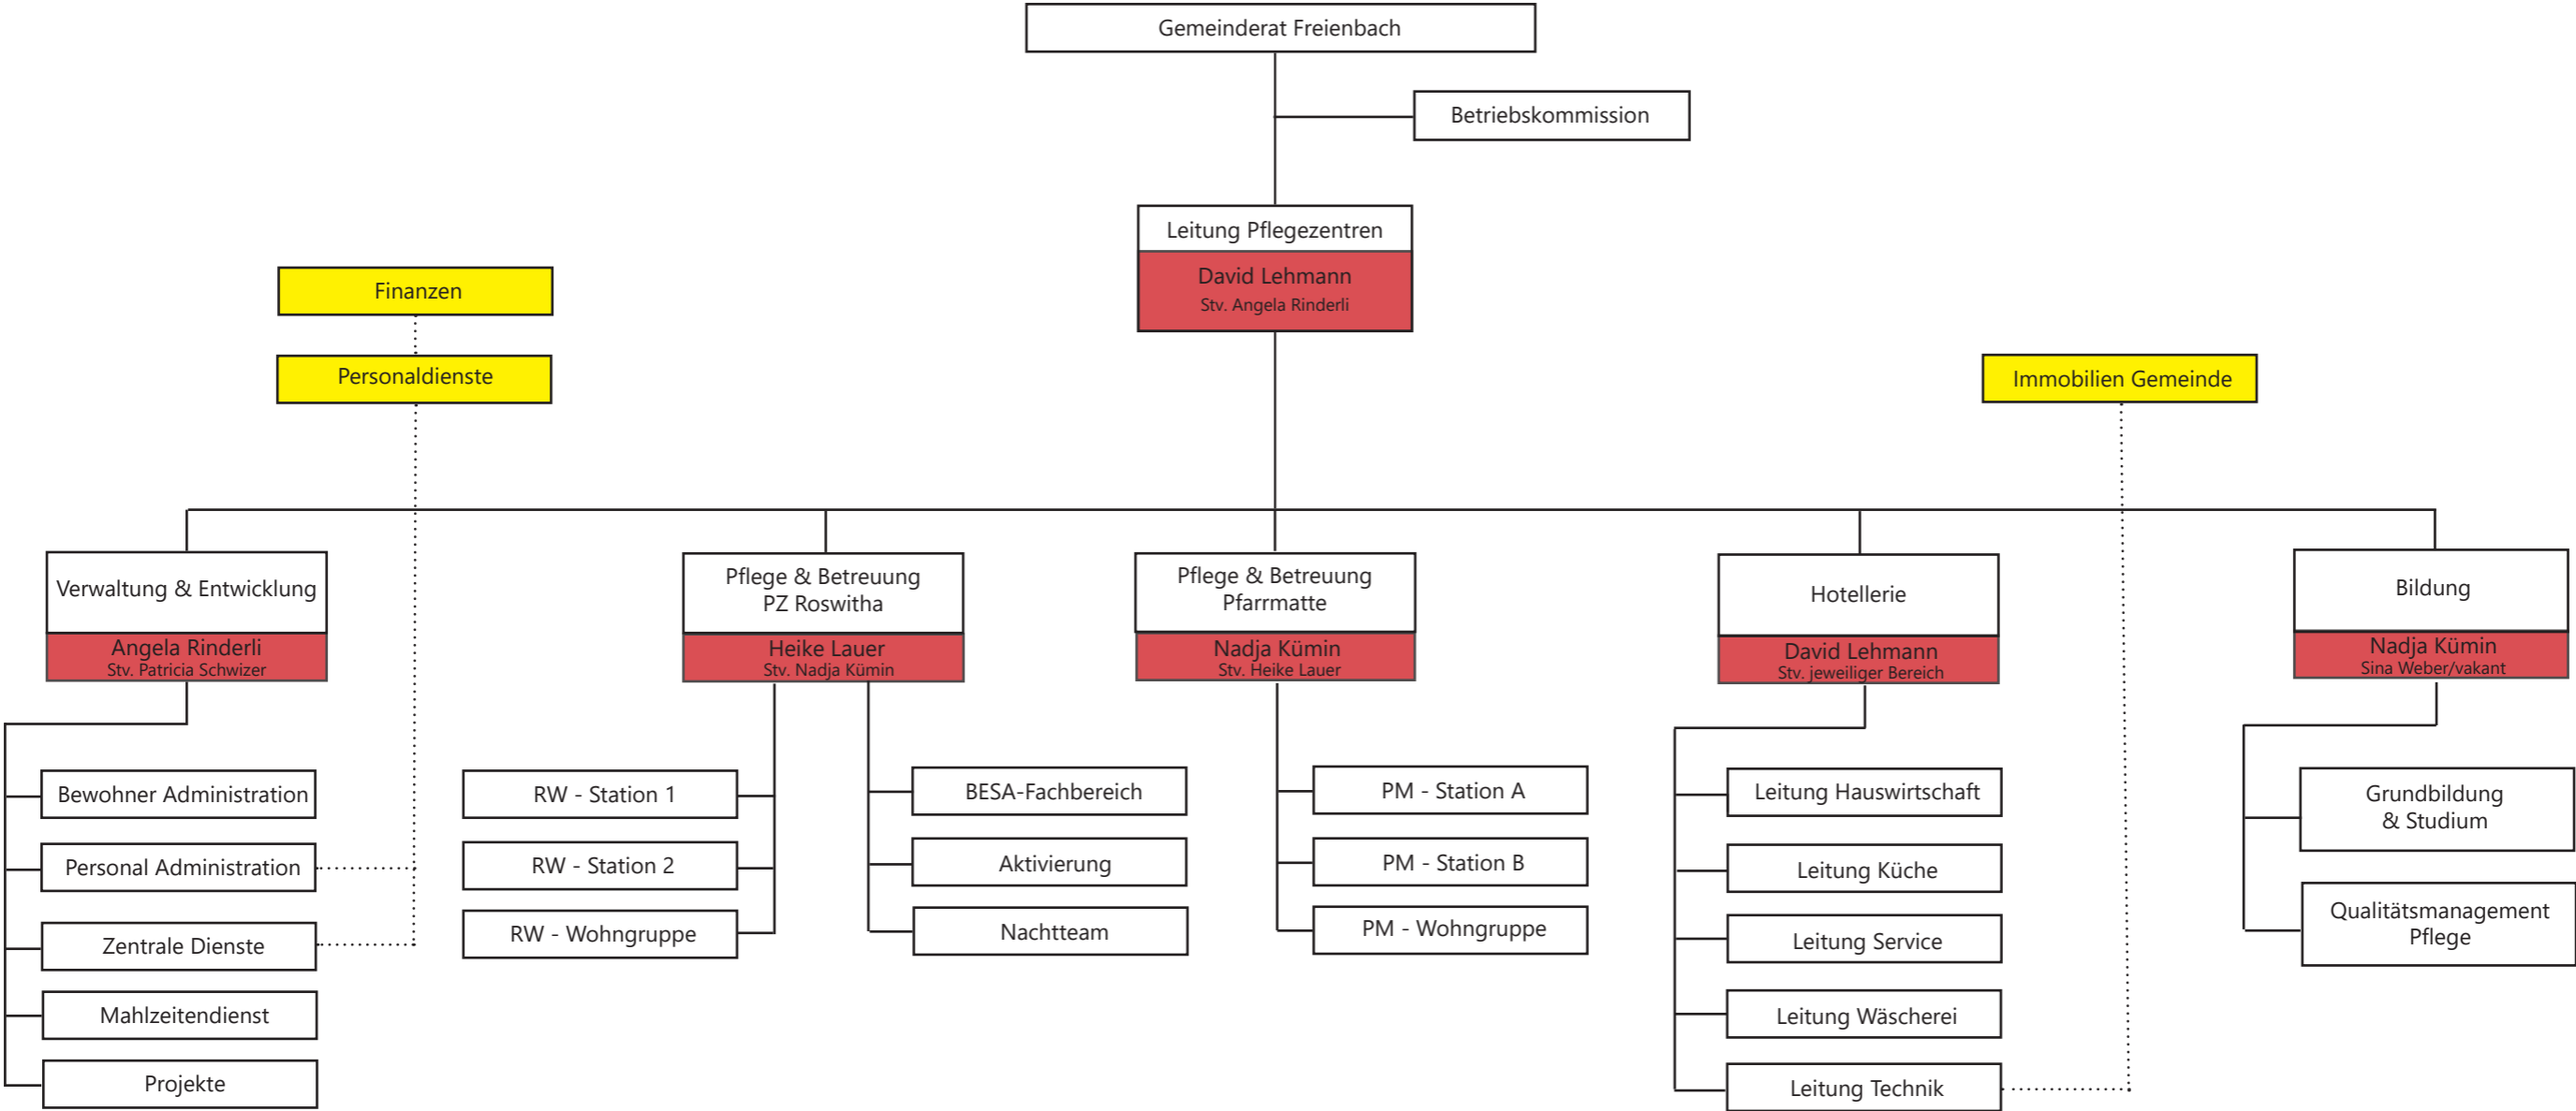 Gemeinderat Freienbach
Betriebskommission
Leitung Pflegezentren
David Lehmann
Stv. Angela Rinderli
Finanzen
Personaldienste
Immobilien Gemeinde
Verwaltung & Entwicklung
Angela Rinderli
Stv. Patricia Schwizer
Bewohner Administration
Personal Administration
Zentrale Dienste
Mahlzeitendienst
Projekte
Pflege & Betreuung
PZ Roswitha
Heike Lauer
Stv. Nadja Kümin
RW - Station 1
RW - Station 2
RW - Wohngruppe
BESA-Fachbereich
Aktivierung
Nachtteam
Pflege & Betreuung
Pfarrmatte
Nadja Kümin
Stv. Heike Lauer
PM - Station A
PM - Station B
PM - Wohngruppe
Hotellerie
David Lehmann
Stv. jeweiliger Bereich
Leitung Hauswirtschaft
Leitung Küche
Leitung Service
Leitung Wäscherei
Leitung Technik
Bildung
Nadja Kümin
Sina Weber/vakant
Grundbildung
& Studium
Qualitätsmanagement
Pflege